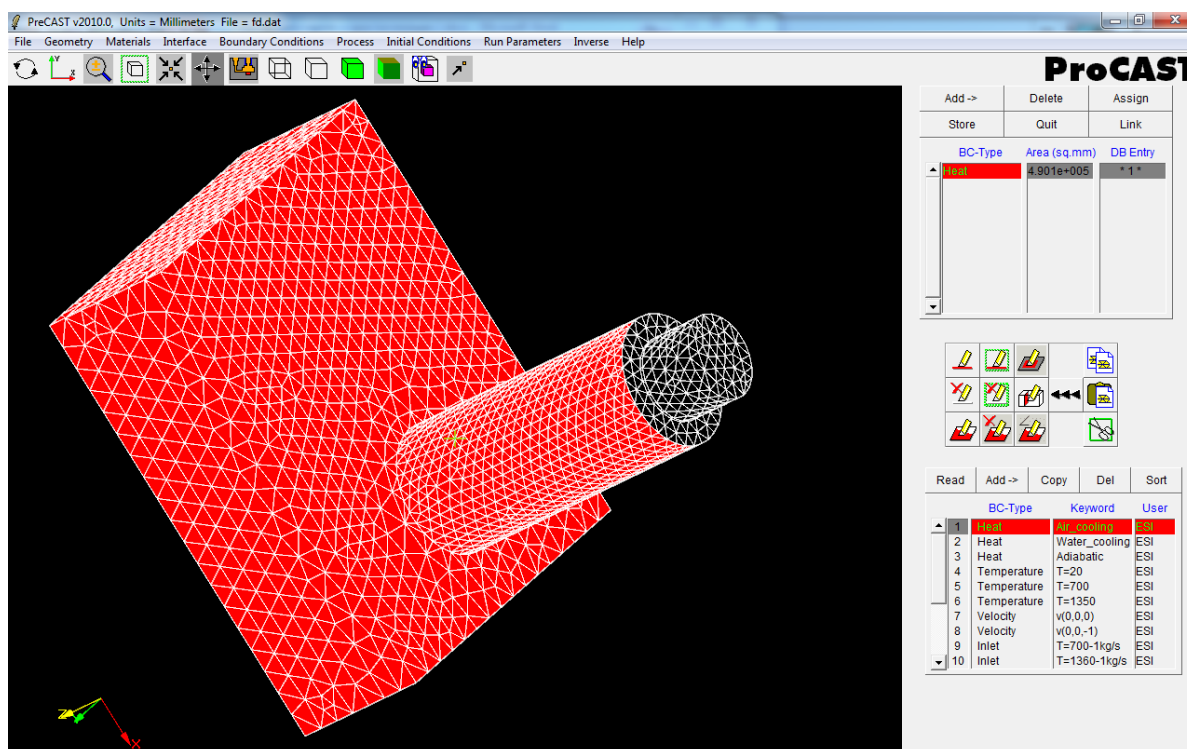 PreCAST v2010.0, Units = Millimeters File = fd.dat
File Geometry Materials Interface Boundary Conditions Process Initial Conditions Run Parameters Inverse Help
ProCAST
Add -> Delete Assign
Store Quit Link
BC-Type Area (sq.mm) DB Entry
Heat 4.901e+005 * 1 *
Read Add -> Copy Del Sort
BC-Type Keyword User
1 Heat Air_cooling ESI
2 Heat Water_cooling ESI
3 Heat Adiabatic ESI
4 Temperature T=20 ESI
5 Temperature T=700 ESI
6 Temperature T=1350 ESI
7 Velocity v(0,0,0) ESI
8 Velocity v(0,0,-1) ESI
9 Inlet T=700-1kg/s ESI
10 Inlet T=1360-1kg/s ESI
Z
X